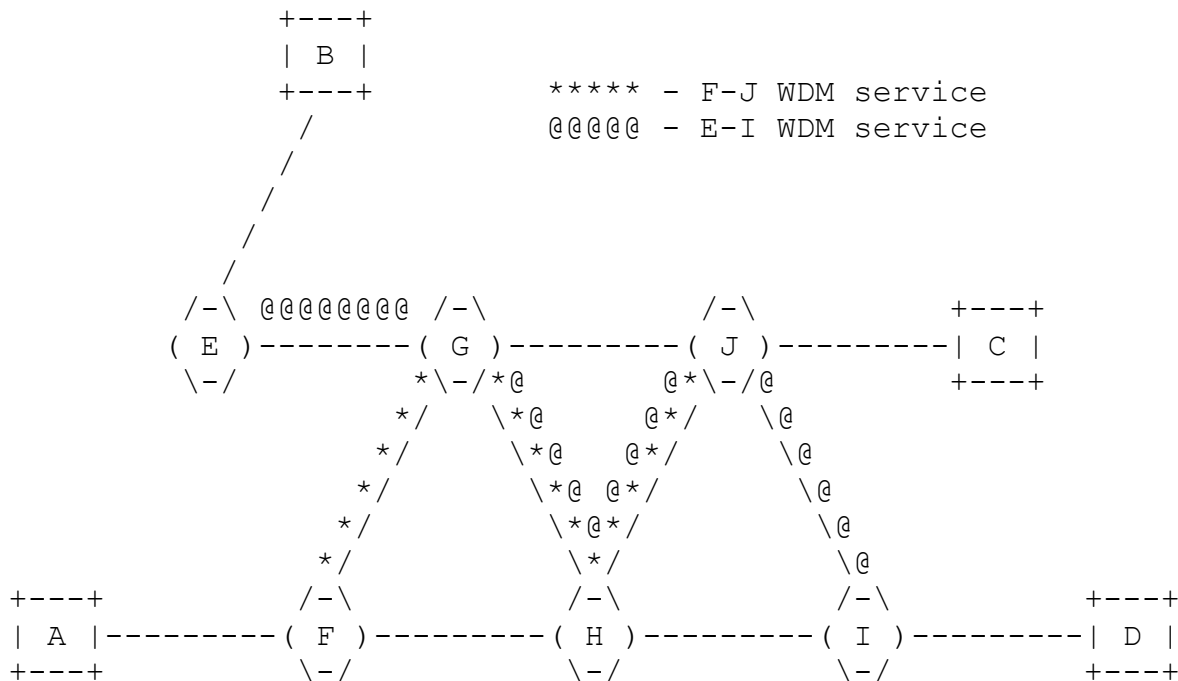 B
***** - F-J WDM service
@@@@@ - E-I WDM service
E @@@@@@@@ G J C
A F H I D